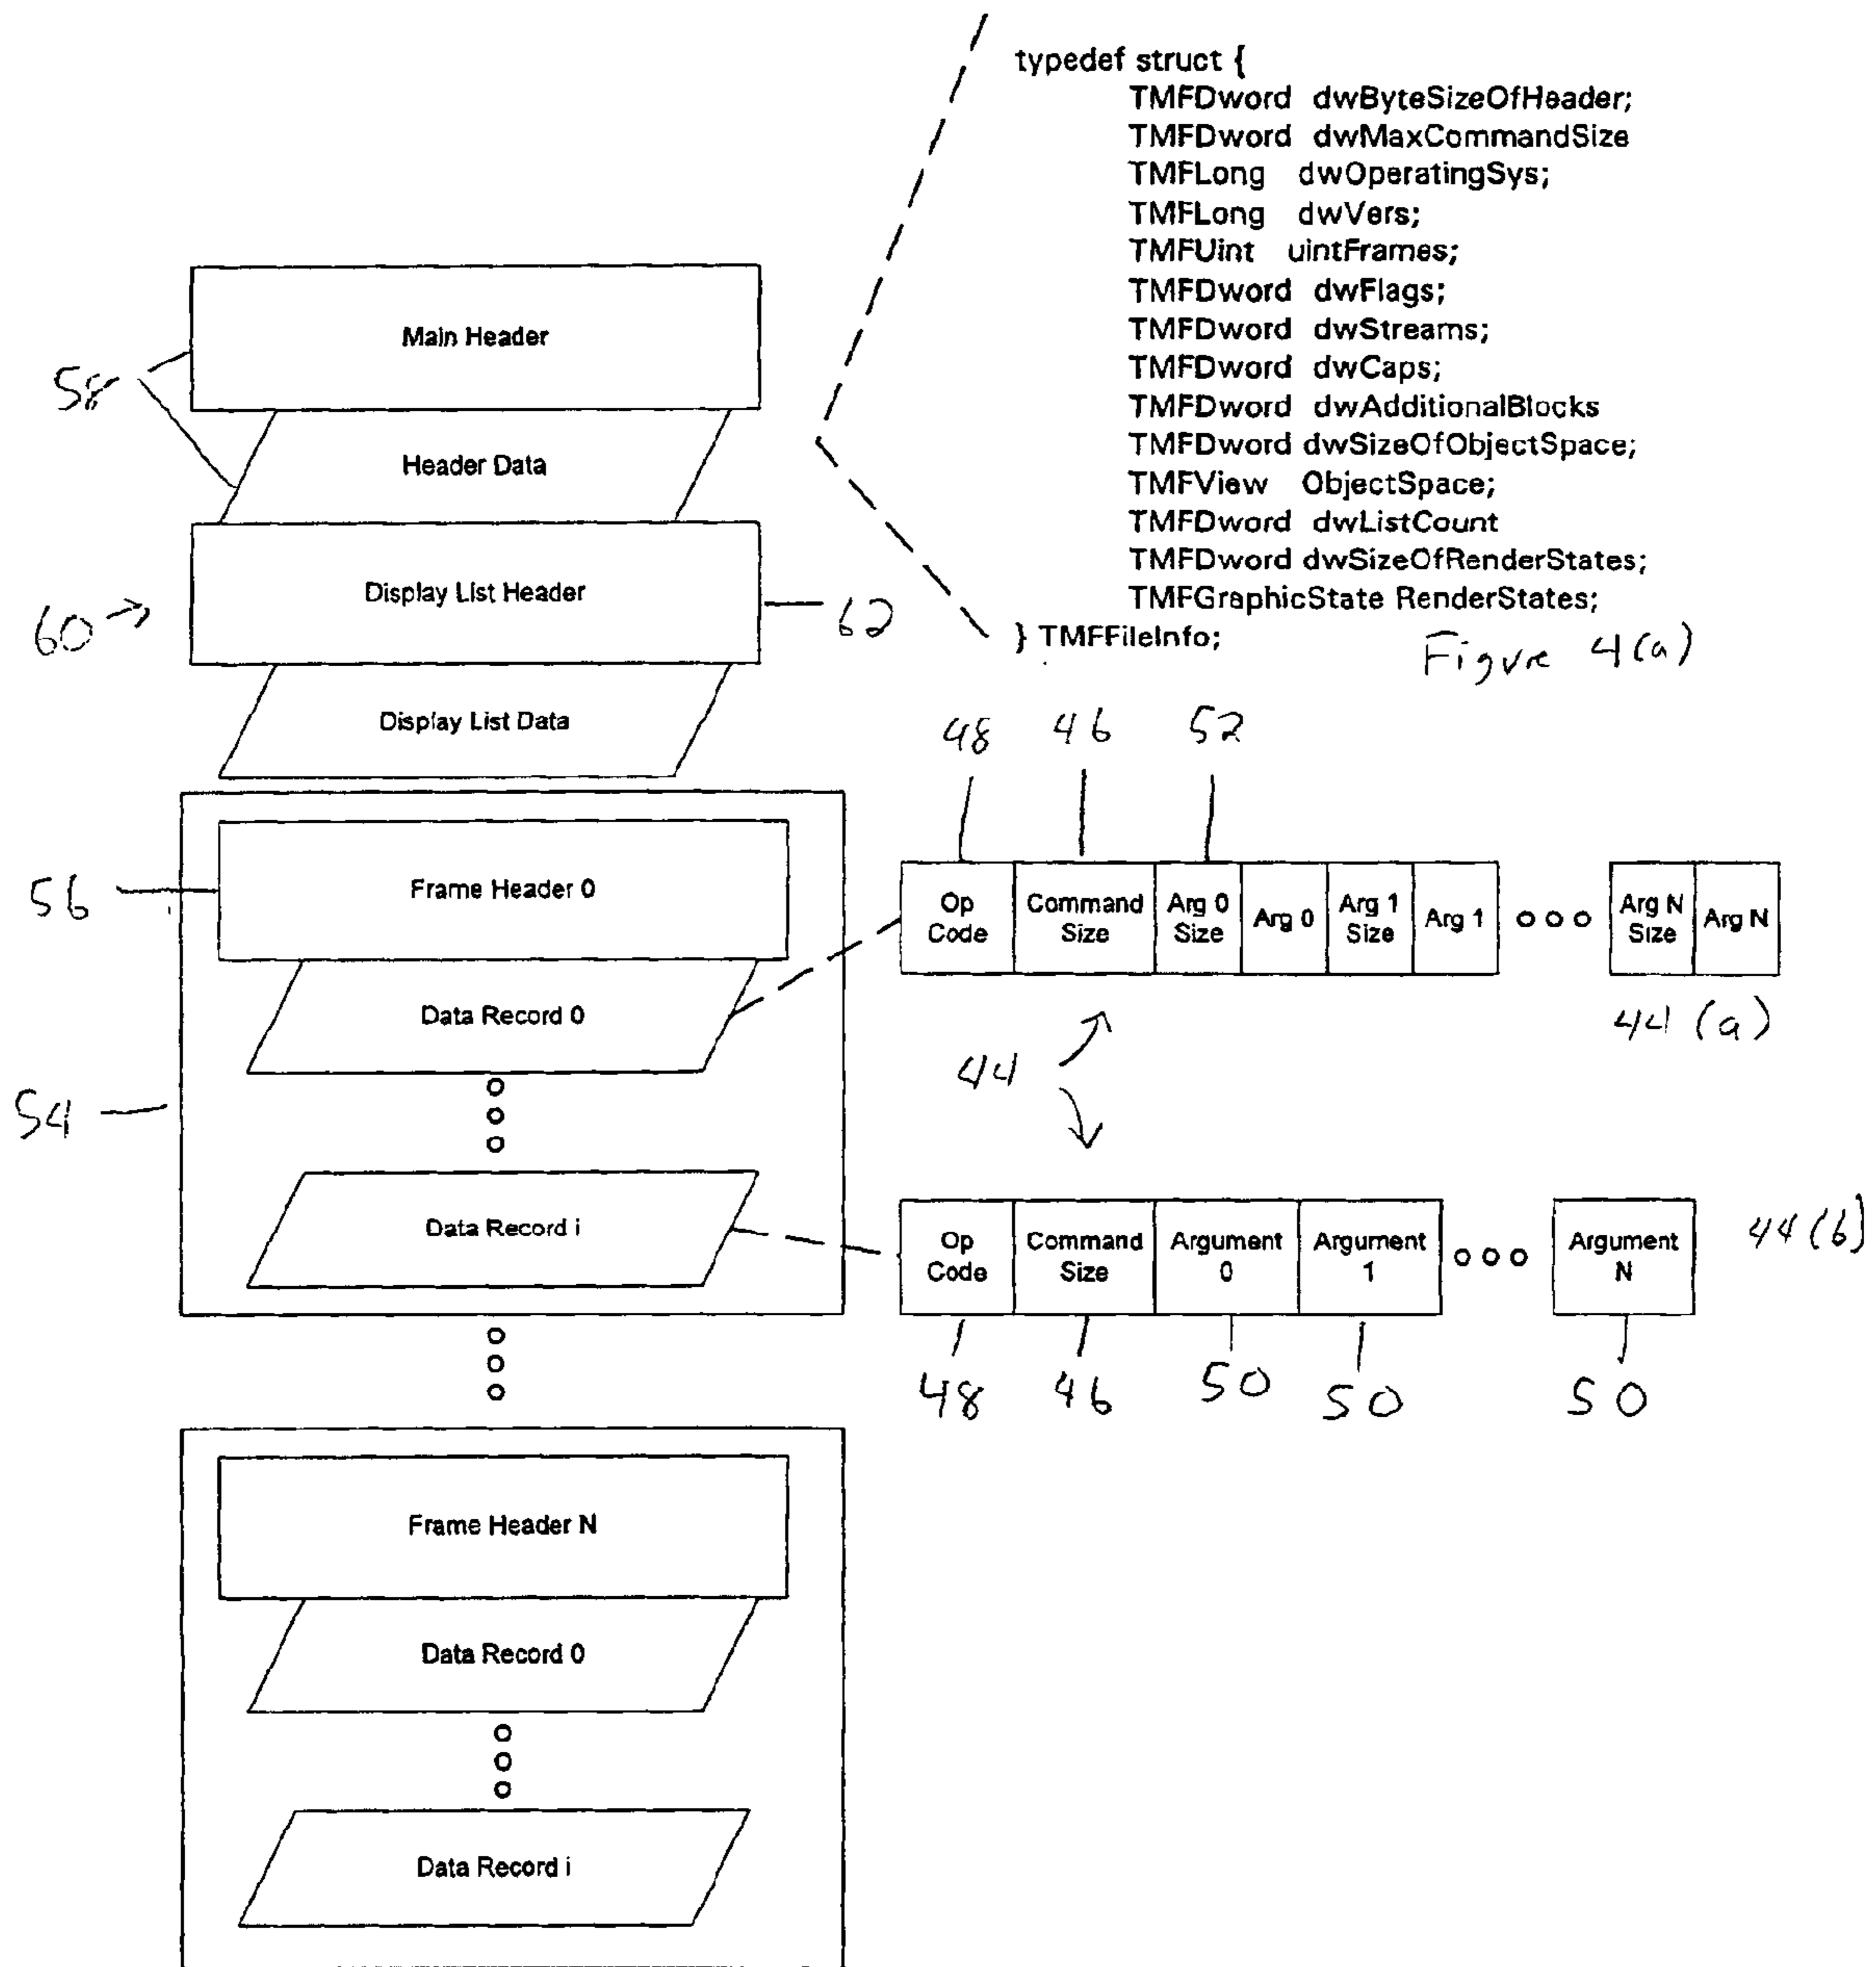 typedef struct {
TMFDword dwByteSizeOfHeader;
TMFDword dwMaxCommandSize
TMFLong dwOperatingSys;
TMFLong dwVers;
TMFUint uintFrames;
TMFDword dwFlags;
TMFDword dwStreams;
TMFDword dwCaps;
TMFDword dwAdditionalBlocks
TMFDword dwSizeOfObjectSpace;
TMFView ObjectSpace;
TMFDword dwListCount
TMFDword dwSizeOfRenderStates;
TMFGraphicState RenderStates;
} TMFFileInfo;
Figure 4(a)
Main Header
58
Header Data
Display List Header
60
62
Display List Data
48 46 52
Frame Header 0
56
Op
Code
Command
Size
Arg 0
Size
Arg 0
Arg 1
Size
Arg 1
Arg N
Size
Arg N
Data Record 0
44 (a)
44
54
Data Record i
Op
Code
Command
Size
Argument
0
Argument
1
Argument
N
44(b)
48 46 50 50 50
Frame Header N
Data Record 0
Data Record i